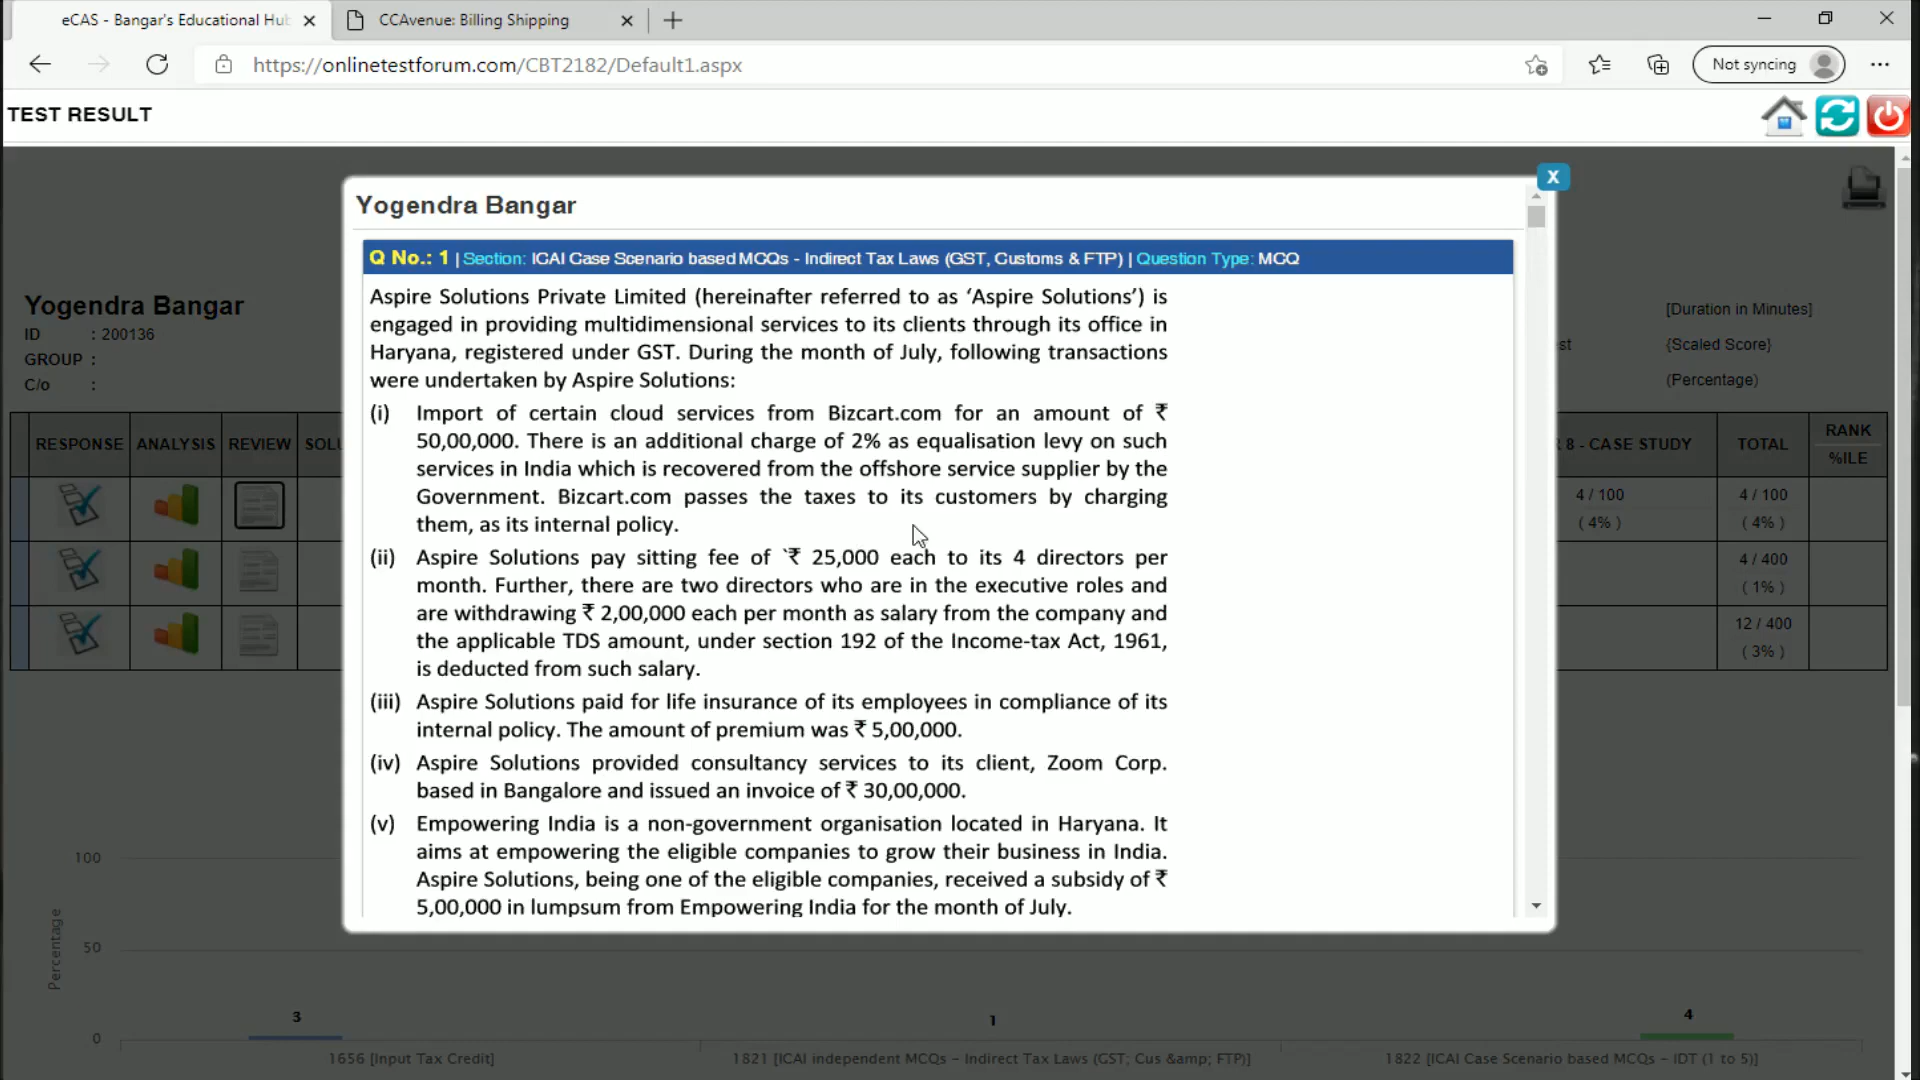 eCAS - Bangar's Educational Hub
CCAvenue: Billing Shipping
https://onlinetestforum.com/CBT2182/Default1.aspx
Not syncing
TEST RESULT
X
Yogendra Bangar
Q No.: 1 | Section: ICAI Case Scenario based MCQs - Indirect Tax Laws (GST, Customs & FTP) | Question Type: MCQ
Aspire Solutions Private Limited (hereinafter referred to as ‘Aspire Solutions’) is
engaged in providing multidimensional services to its clients through its office in
Haryana, registered under GST. During the month of July, following transactions
were undertaken by Aspire Solutions:
(i) Import of certain cloud services from Bizcart.com for an amount of ₹
50,00,000. There is an additional charge of 2% as equalisation levy on such
services in India which is recovered from the offshore service supplier by the
Government. Bizcart.com passes the taxes to its customers by charging
them, as its internal policy.
(ii) Aspire Solutions pay sitting fee of `₹ 25,000 each to its 4 directors per
month. Further, there are two directors who are in the executive roles and
are withdrawing ₹ 2,00,000 each per month as salary from the company and
the applicable TDS amount, under section 192 of the Income-tax Act, 1961,
is deducted from such salary.
(iii) Aspire Solutions paid for life insurance of its employees in compliance of its
internal policy. The amount of premium was ₹ 5,00,000.
(iv) Aspire Solutions provided consultancy services to its client, Zoom Corp.
based in Bangalore and issued an invoice of ₹ 30,00,000.
(v) Empowering India is a non-government organisation located in Haryana. It
aims at empowering the eligible companies to grow their business in India.
Aspire Solutions, being one of the eligible companies, received a subsidy of ₹
5,00,000 in lumpsum from Empowering India for the month of July.
Yogendra Bangar
ID : 200136
GROUP :
C/o :
[Duration in Minutes]
st {Scaled Score}
(Percentage)
RESPONSE ANALYSIS REVIEW SOLU 8 - CASE STUDY TOTAL RANK
%ILE
4 / 100 4 / 100
( 4% ) ( 4% )
4 / 400
( 1% )
12 / 400
( 3% )
Percentage
100
50
0
3
1
4
1656 [Input Tax Credit]
1821 [ICAI independent MCQs – Indirect Tax Laws (GST; Cus &amp; FTP)]
1822 [ICAI Case Scenario based MCQs – IDT (1 to 5)]